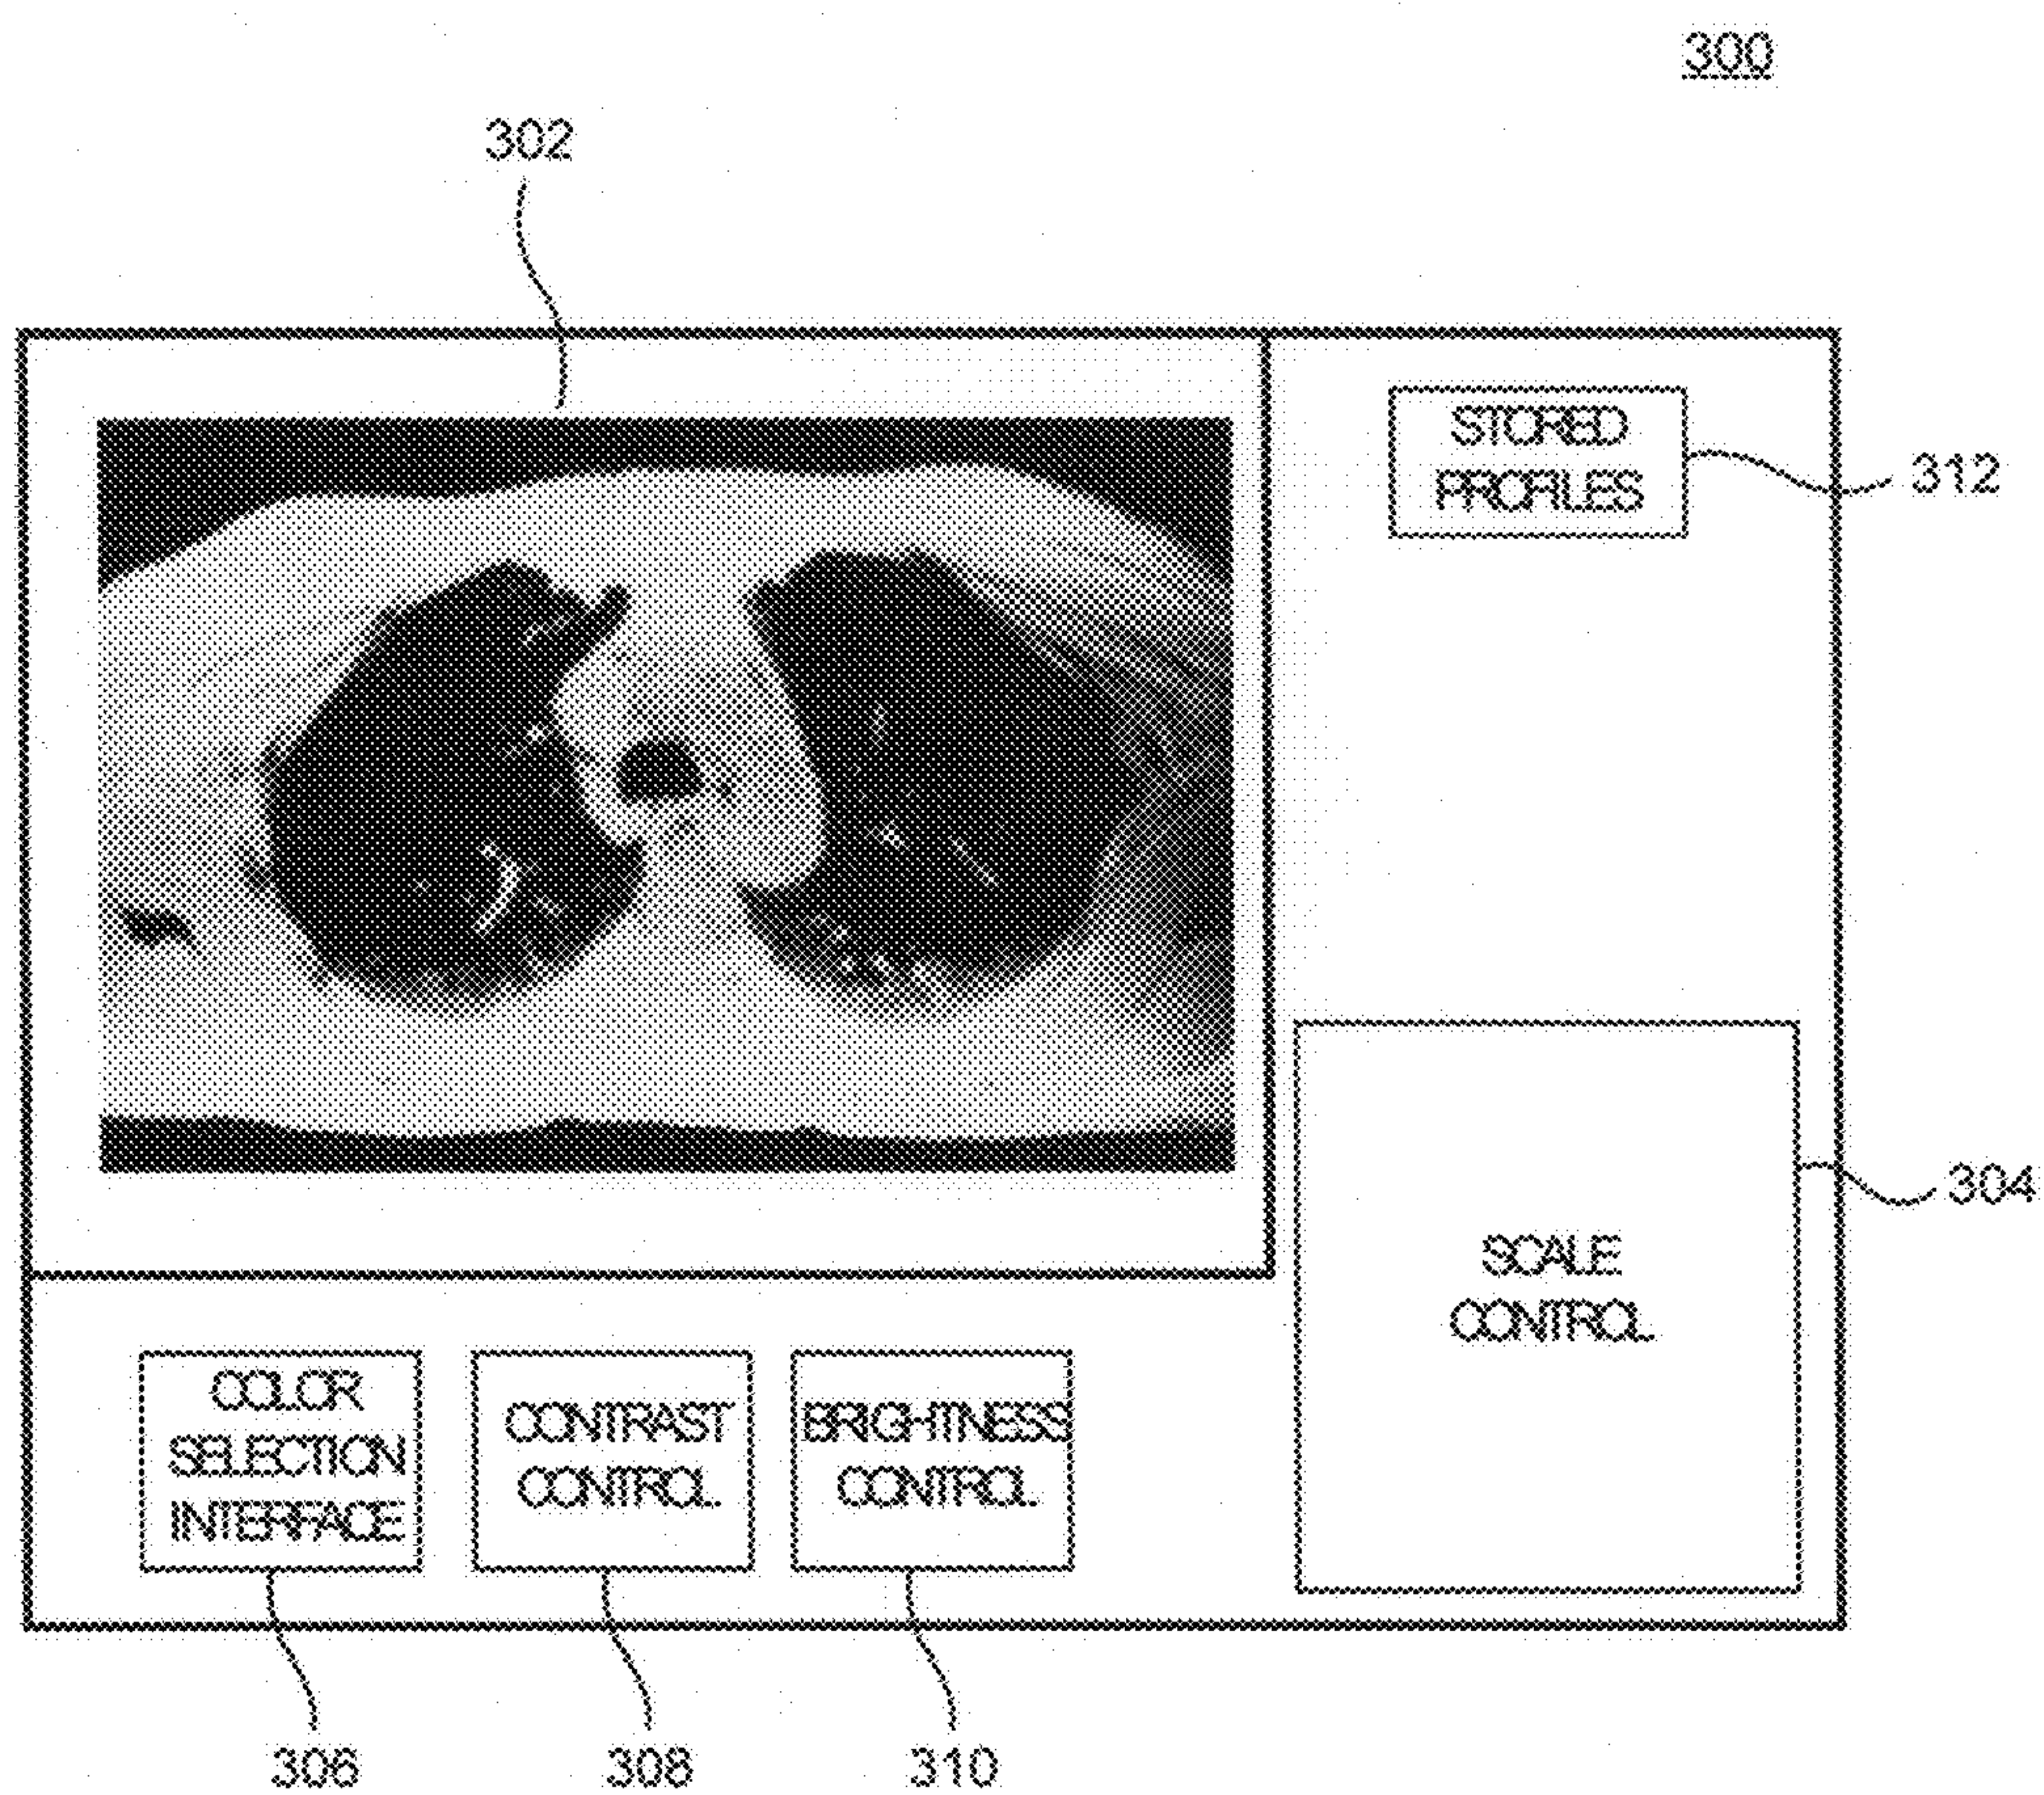 300
302
STORED
PROFILES
312
304
SCALE
CONTROL
COLOR
SELECTION
INTERFACE
CONTRAST
CONTROL
BRIGHTNESS
CONTROL
306
308
310